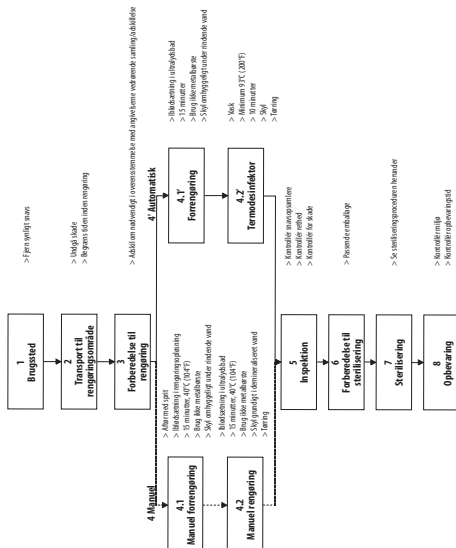 1
Brugssted
> Fjern synligt snavs
2
Transport til
rengøringsområde
> Undgå skade
> Begræns tiden inden rengøring
3
Forberedelse til
rengøring
> Adskil om nødvendigt i overensstemmelse med angivelserne vedrørende samling/adskillelse
4 Manuel
4.1
Manuel forrengøring
> Aftør med sprit
> Iblødsætning i rengøringsopløsning
> 15 minutter, 40°C (104°F)
> Brug ikke metalbørste
> Skyl omhyggeligt under rindende vand
4.2
Manuel rengøring
> Iblødsætning i ultralydsbad
> 15 minutter, 40°C (104°F)
> Brug ikke metalbørste
> Skyl grundigt i demineraliseret vand
> Tørring
4' Automatisk
4.1'
Forrengøring
> Iblødsætning i ultralydsbad
> 15 minutter
> Brug ikke metalbørste
> Skyl omhyggeligt under rindende vand
4.2'
Termodesinfektor
> Vask
> Minimum 93°C (200°F)
> 10 minutter
> Skyl
> Tørring
5
Inspektion
> Kontrollér snavsopsamlere
> Kontrollér rethed
> Kontrollér for skade
6
Forberedelse til
sterilisering
> Passende emballage
7
Sterilisering
> Se steriliseringsproceduren herunder
8
Opbevaring
> Kontrollér miljø
> Kontrollér opbevaringstid